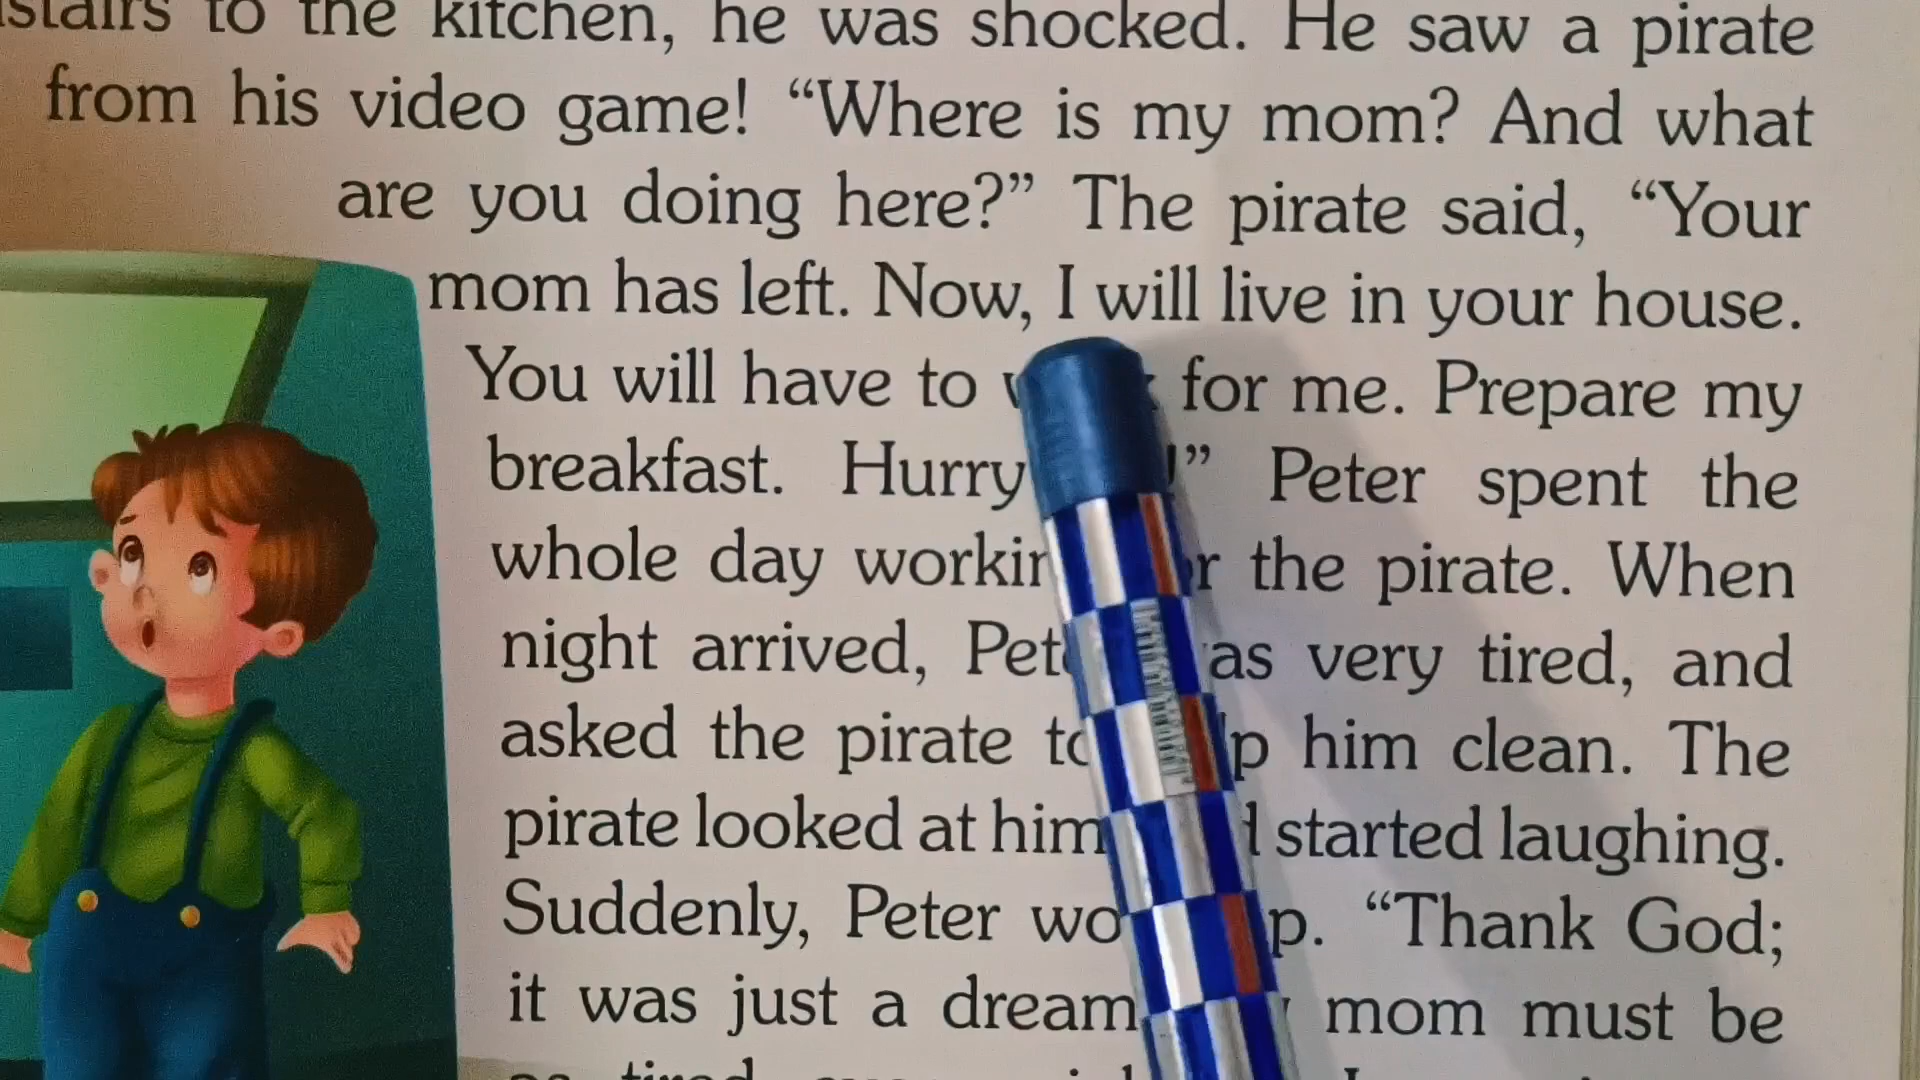 to the kitchen, he was shocked. He saw a pirate
from his video game! “Where is my mom? And what
are you doing here?” The pirate said, “Your
mom has left. Now, I will live in your house.
You will have to for me. Prepare my
breakfast. Hurry !” Peter spent the
whole day the pirate. When
night arrived, very tired, and
asked the pirate him clean. The
pirate looked at him started laughing.
Suddenly, Peter “Thank God;
it was just a dream mom must be